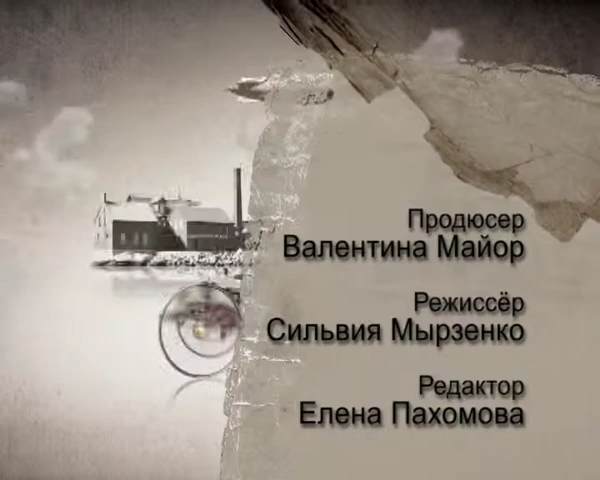 Продюсер
Валентина Майор
Режиссёр
Сильвия Мырзенко
Редактор
Елена Пахомова